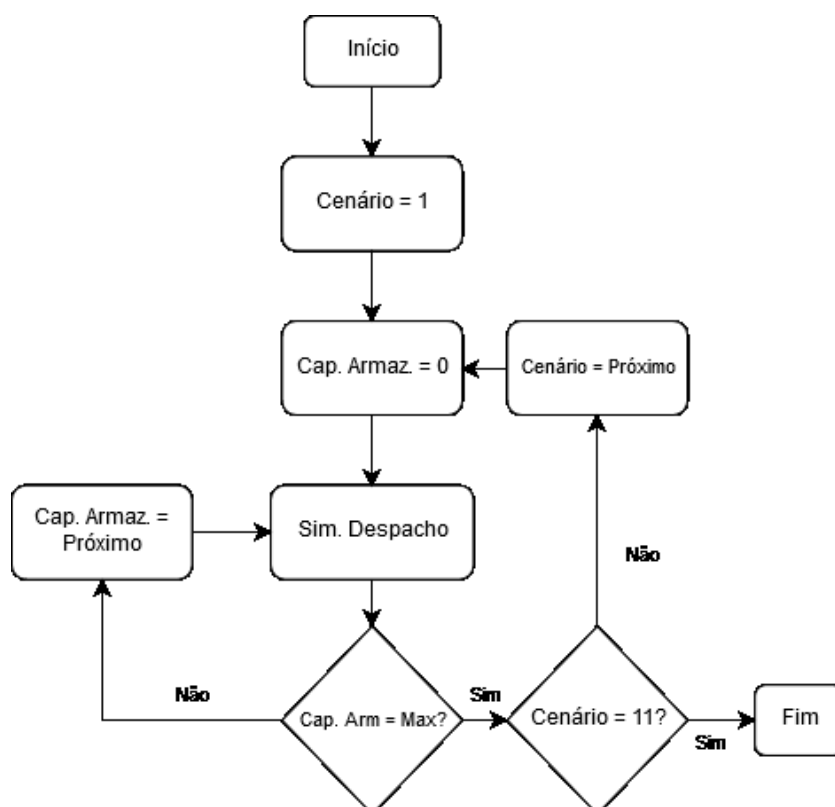 Início
Cenário = 1
Cap. Armaz. = 0
Cenário = Próximo
Cap. Armaz. =
Próximo
Sim. Despacho
Não
Não
Cap. Arm = Max?
Sim
Cenário = 11?
Sim
Fim